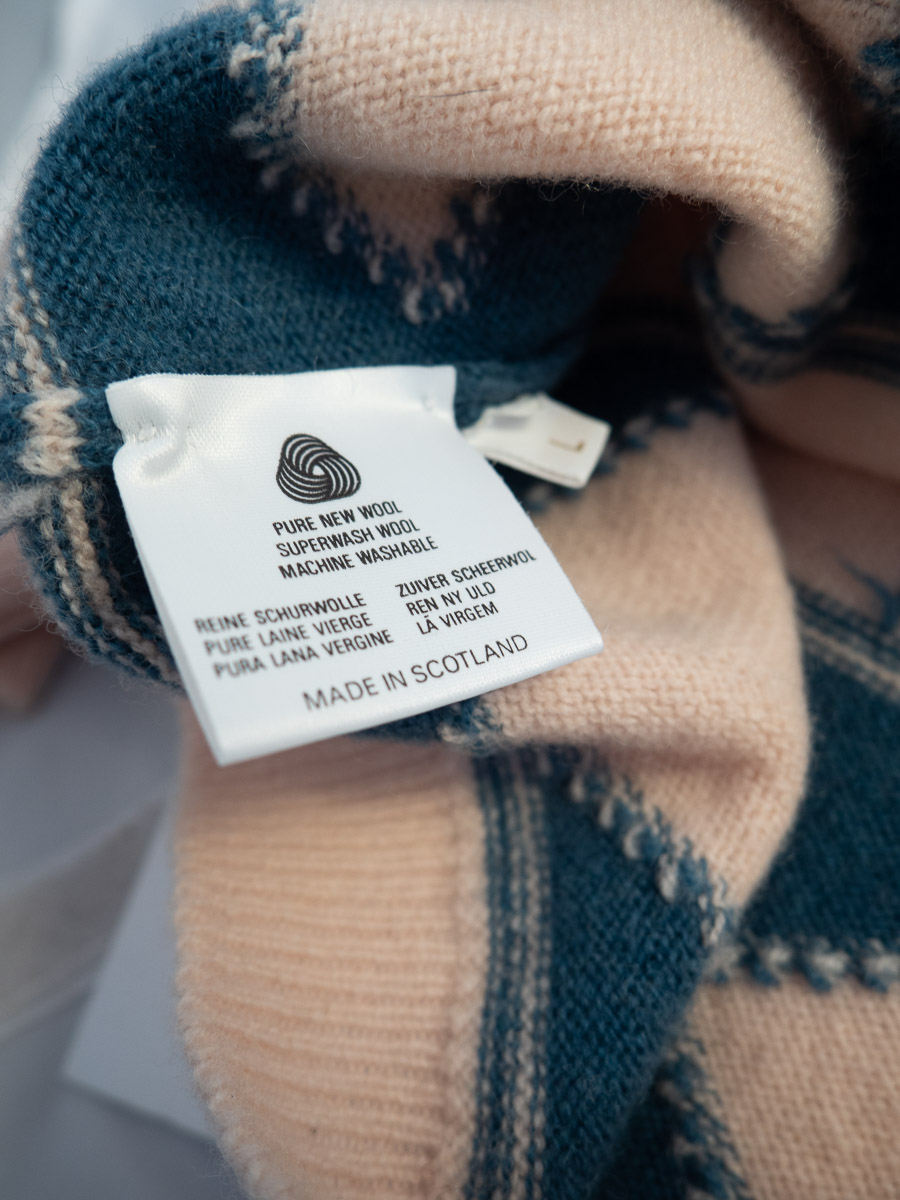 PURE NEW WOOL
SUPERWASH WOOL
MACHINE WASHABLE
REINE SCHURWOLLE
PURE LAINE VIERGE
PURA LANA VERGINE
ZUIVER SCHEERWOL
REN NY ULD
LÃ VIRGEM
MADE IN SCOTLAND
L